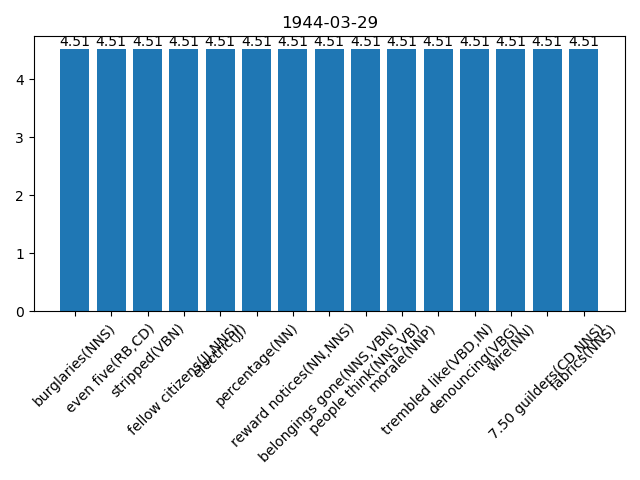 1944-03-29
4.51 4.51 4.51 4.51 4.51 4.51 4.51 4.51 4.51 4.51 4.51 4.51 4.51 4.51 4.51
4
3
2
1
0
burglaries(NNS)
even five(RB,CD)
stripped(VBN)
fellow citizens(JJ,NNS)
electric(JJ)
percentage(NN)
reward notices(NN,NNS)
belongings gone(NNS,VBN)
people think(NNS,VB)
morale(NNP)
trembled like(VBD,IN)
denouncing(VBG)
wire(NN)
7.50 guilders(CD,NNS)
fabrics(NNS)